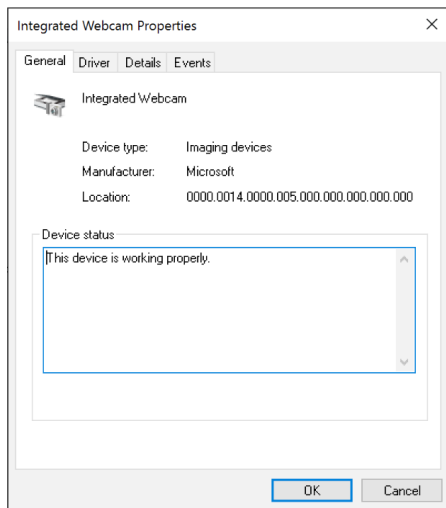 Integrated Webcam Properties
General Driver Details Events
Integrated Webcam
Device type: Imaging devices
Manufacturer: Microsoft
Location: 0000.0014.0000.005.000.000.000.000.000
Device status
This device is working properly.
OK Cancel